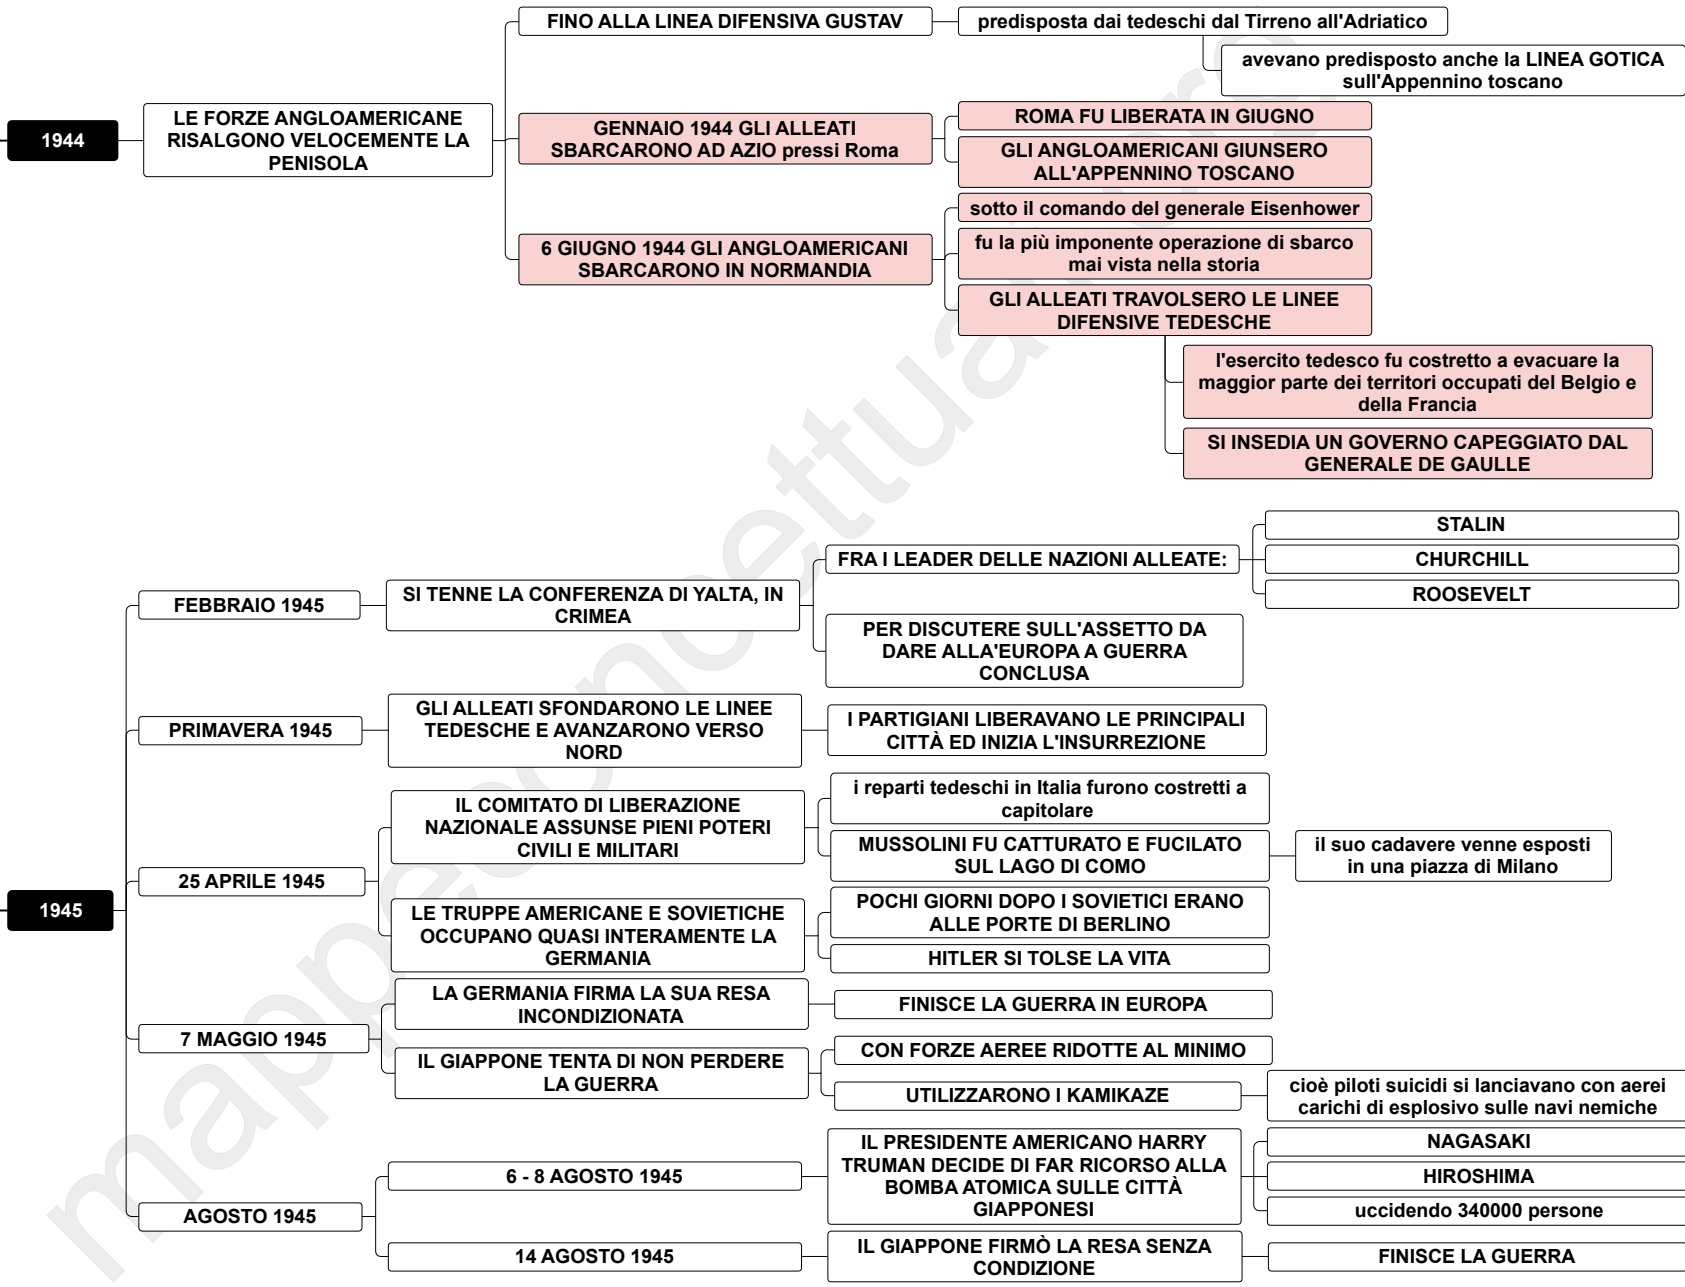 1944
LE FORZE ANGLOAMERICANE
RISALGONO VELOCEMENTE LA
PENISOLA
FINO ALLA LINEA DIFENSIVA GUSTAV
predisposta dai tedeschi dal Tirreno all'Adriatico
avevano predisposto anche la LINEA GOTICA
sull'Appennino toscano
GENNAIO 1944 GLI ALLEATI
SBARCARONO AD AZIO pressi Roma
ROMA FU LIBERATA IN GIUGNO
GLI ANGLOAMERICANI GIUNSERO
ALL'APPENNINO TOSCANO
6 GIUGNO 1944 GLI ANGLOAMERICANI
SBARCARONO IN NORMANDIA
sotto il comando del generale Eisenhower
fu la più imponente operazione di sbarco
mai vista nella storia
GLI ALLEATI TRAVOLSERO LE LINEE
DIFENSIVE TEDESCHE
l'esercito tedesco fu costretto a evacuare la
maggior parte dei territori occupati del Belgio e
della Francia
SI INSEDIA UN GOVERNO CAPEGGIATO DAL
GENERALE DE GAULLE
1945
FEBBRAIO 1945
SI TENNE LA CONFERENZA DI YALTA, IN
CRIMEA
FRA I LEADER DELLE NAZIONI ALLEATE:
STALIN
CHURCHILL
ROOSEVELT
PER DISCUTERE SULL'ASSETTO DA
DARE ALLA'EUROPA A GUERRA
CONCLUSA
PRIMAVERA 1945
GLI ALLEATI SFONDARONO LE LINEE
TEDESCHE E AVANZARONO VERSO
NORD
I PARTIGIANI LIBERAVANO LE PRINCIPALI
CITTÀ ED INIZIA L'INSURREZIONE
25 APRILE 1945
IL COMITATO DI LIBERAZIONE
NAZIONALE ASSUNSE PIENI POTERI
CIVILI E MILITARI
i reparti tedeschi in Italia furono costretti a
capitolare
MUSSOLINI FU CATTURATO E FUCILATO
SUL LAGO DI COMO
il suo cadavere venne esposti
in una piazza di Milano
LE TRUPPE AMERICANE E SOVIETICHE
OCCUPANO QUASI INTERAMENTE LA
GERMANIA
POCHI GIORNI DOPO I SOVIETICI ERANO
ALLE PORTE DI BERLINO
HITLER SI TOLSE LA VITA
7 MAGGIO 1945
LA GERMANIA FIRMA LA SUA RESA
INCONDIZIONATA
FINISCE LA GUERRA IN EUROPA
IL GIAPPONE TENTA DI NON PERDERE
LA GUERRA
CON FORZE AEREE RIDOTTE AL MINIMO
UTILIZZARONO I KAMIKAZE
cioè piloti suicidi si lanciavano con aerei
carichi di esplosivo sulle navi nemiche
AGOSTO 1945
6 - 8 AGOSTO 1945
IL PRESIDENTE AMERICANO HARRY
TRUMAN DECIDE DI FAR RICORSO ALLA
BOMBA ATOMICA SULLE CITTÀ
GIAPPONESI
NAGASAKI
HIROSHIMA
uccidendo 340000 persone
14 AGOSTO 1945
IL GIAPPONE FIRMÒ LA RESA SENZA
CONDIZIONE
FINISCE LA GUERRA